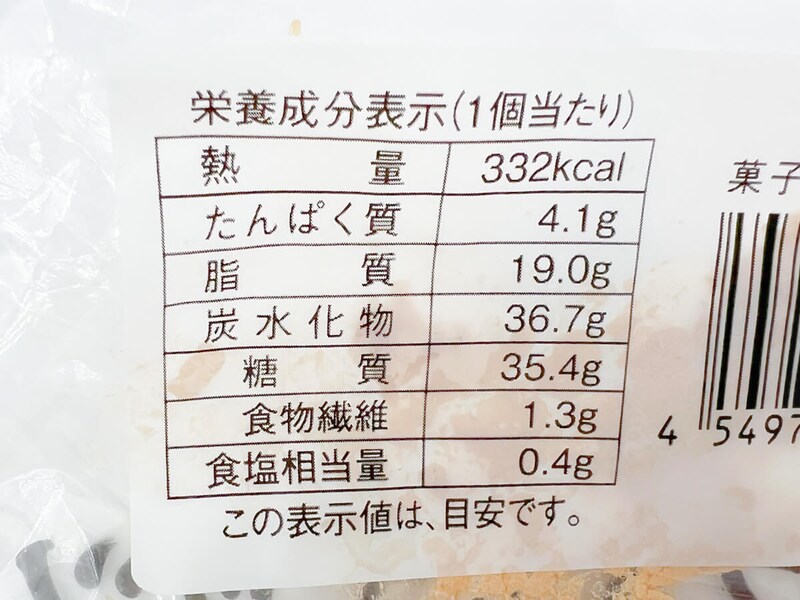 栄養成分表示(1個当たり)
熱量 332kcal
たんぱく質 4.1g
脂質 19.0g
炭水化物 36.7g
糖質 35.4g
食物繊維 1.3g
食塩相当量 0.4g
この表示値は、目安です。
菓子
4 5497